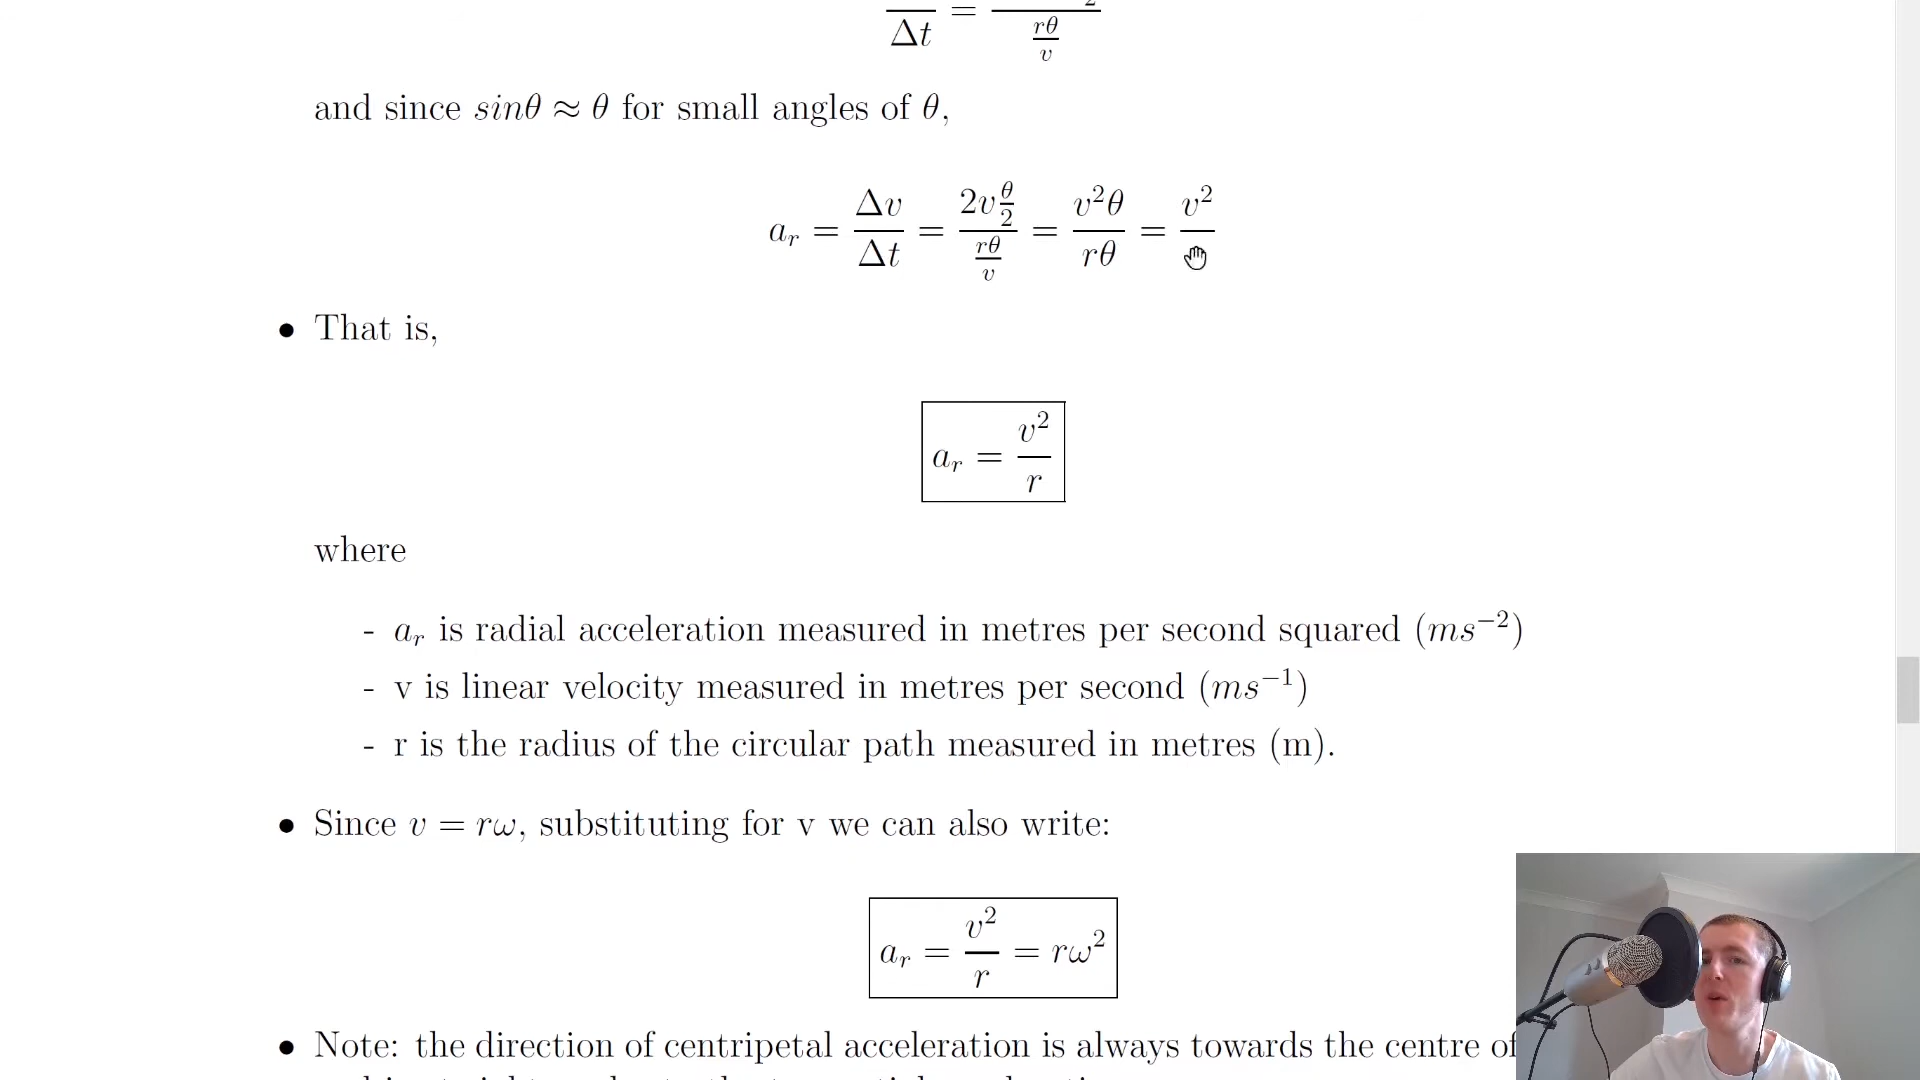 Δt = rθ/v
and since sinθ ≈ θ for small angles of θ,
a_r = Δv/Δt = 2v θ/2 / rθ/v = v²θ/rθ = v²/
• That is,
a_r = v²/r
where
- a_r is radial acceleration measured in metres per second squared (ms⁻²)
- v is linear velocity measured in metres per second (ms⁻¹)
- r is the radius of the circular path measured in metres (m).
• Since v = rω, substituting for v we can also write:
a_r = v²/r = rω²
• Note: the direction of centripetal acceleration is always towards the centre of